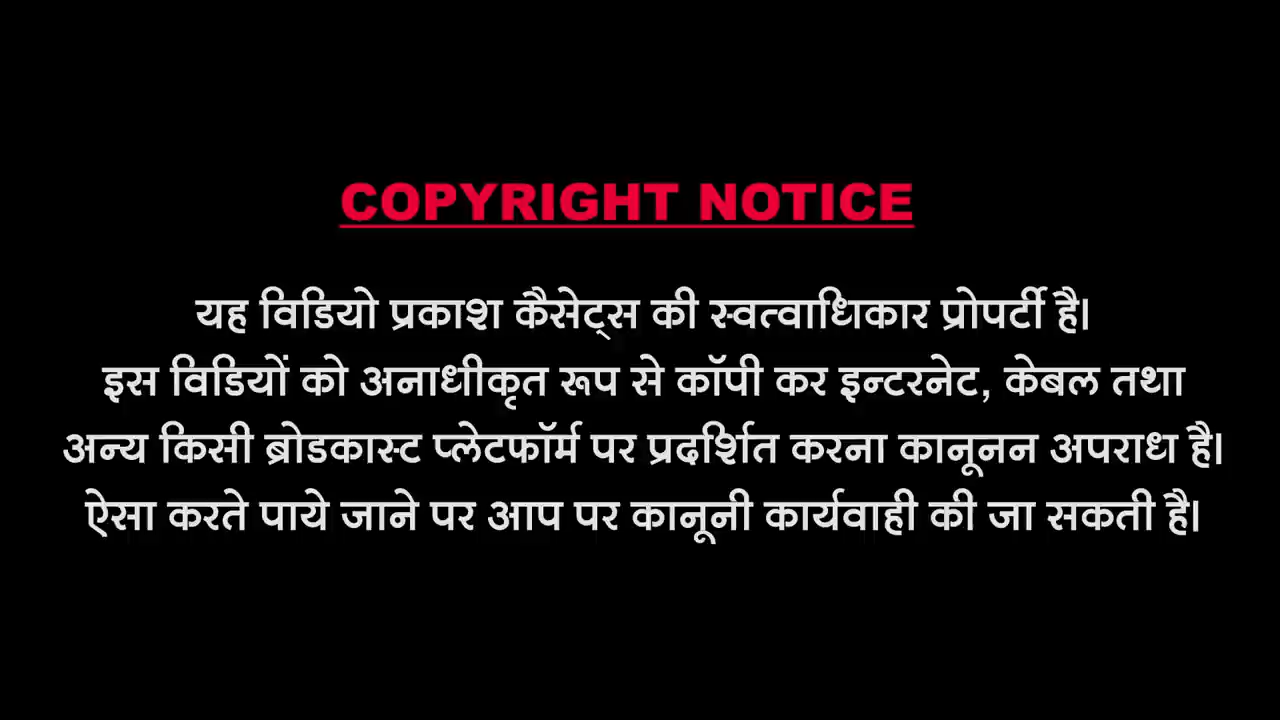 COPYRIGHT NOTICE
यह विडियो प्रकाश कैसेट्स की स्वत्वाधिकार प्रोपर्टी है।
इस विडियों को अनाधीकृत रूप से कॉपी कर इन्टरनेट, केबल तथा
अन्य किसी ब्रोडकास्ट प्लेटफॉर्म पर प्रदर्शित करना कानूनन अपराध है।
ऐसा करते पाये जाने पर आप पर कानूनी कार्यवाही की जा सकती है।